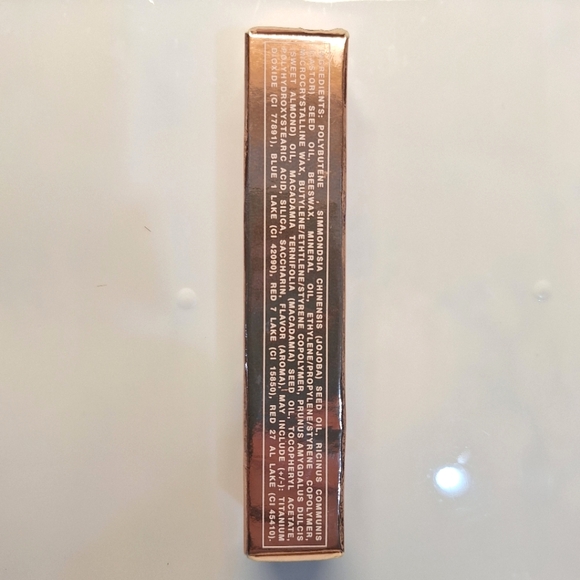 INGREDIENTS: POLYBUTENE , SIMMONDSIA CHINENSIS (JOJOBA) SEED OIL, RICINUS COMMUNIS
(CASTOR) SEED OIL, BEESWAX, MINERAL OIL, ETHYLENE/PROPYLENE/STYRENE COPOLYMER,
MICROCRYSTALLINE WAX, BUTYLENE/ETHTLENE/STYRENE COPOLYMER, PRUNUS AMYGDALUS DULCIS
(SWEET ALMOND) OIL, MACADAMIA TERNIFOLIA (MACADAMIA) SEED OIL, TOCOPHERYL ACETATE,
POLYHYDROXYSTEARIC ACID, SILICA, SACCHARIN, FLAVOR (AROMA), MAY INCLUDE (+/-): TITANIUM
DIOXIDE (CI 77891), BLUE 1 LAKE (CI 42090), RED 7 LAKE (CI 15850), RED 27 AL LAKE (CI 45410).